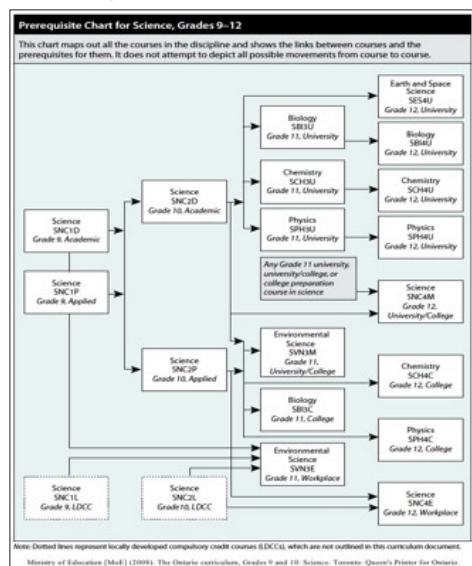 Prerequisite Chart for Science, Grades 9–12
This chart maps out all the courses in the discipline and shows the links between courses and the
prerequisites for them. It does not attempt to depict all possible movements from course to course.
Earth and Space
Science
SES4U
Grade 12, University
Biology
SBI3U
Grade 11, University
Biology
SBI4U
Grade 12, University
Science
SNC2D
Grade 10, Academic
Chemistry
SCH3U
Grade 11, University
Chemistry
SCH4U
Grade 12, University
Science
SNC1D
Grade 9, Academic
Physics
SPH3U
Grade 11, University
Physics
SPH4U
Grade 12, University
Science
SNC1P
Grade 9, Applied
Any Grade 11 university,
university/college, or
college preparation
course in science
Science
SNC4M
Grade 12,
University/College
Science
SNC2P
Grade 10, Applied
Environmental
Science
SVN3M
Grade 11,
University/College
Chemistry
SCH4C
Grade 12, College
Biology
SBI3C
Grade 11, College
Physics
SPH4C
Grade 12, College
Environmental
Science
SVN3E
Grade 11, Workplace
Science
SNC1L
Grade 9, LDCC
Science
SNC2L
Grade10, LDCC
Science
SNC4E
Grade 12, Workplace
Note: Dotted lines represent locally developed compulsory credit courses (LDCCs), which are not outlined in this curriculum document.
Ministry of Education [MoE] (2008). The Ontario curriculum, Grades 9 and 10: Science. Toronto: Queen's Printer for Ontario.